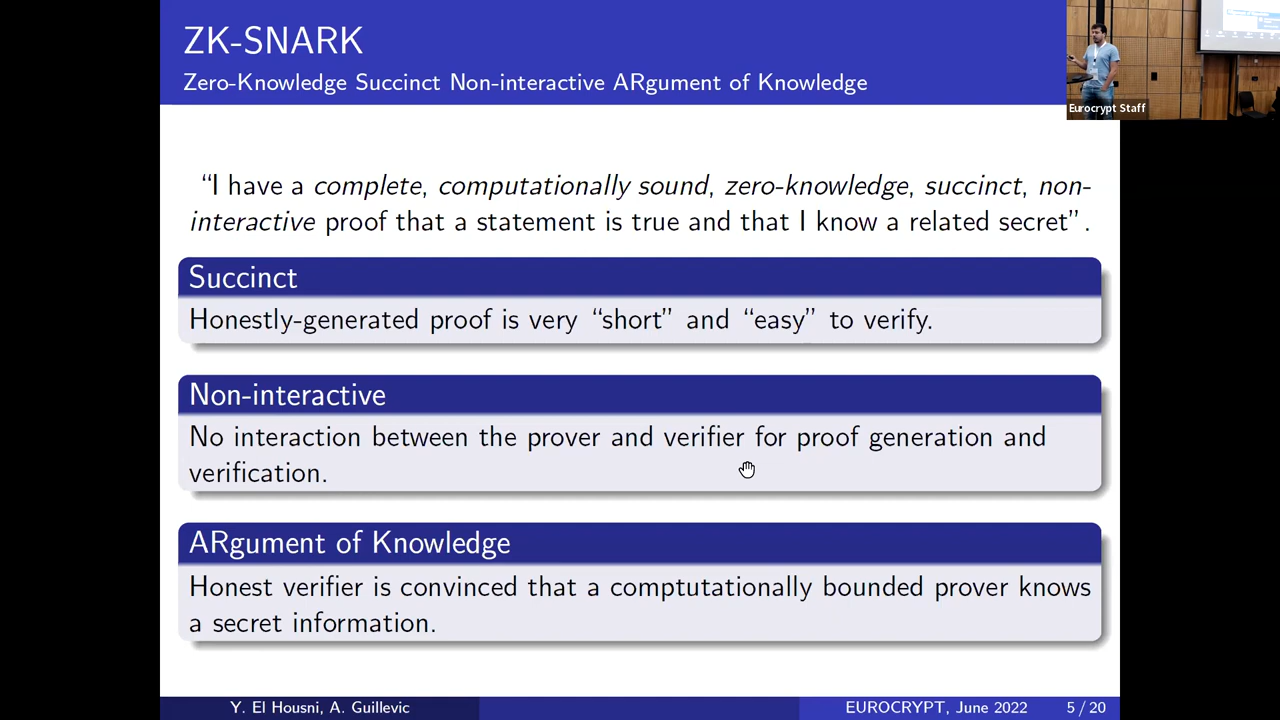 ZK-SNARK
Zero-Knowledge Succinct Non-interactive ARgument of Knowledge
Eurocrypt Staff
“I have a complete, computationally sound, zero-knowledge, succinct, non-
interactive proof that a statement is true and that I know a related secret”.
Succinct
Honestly-generated proof is very “short” and “easy” to verify.
Non-interactive
No interaction between the prover and verifier for proof generation and
verification.
ARgument of Knowledge
Honest verifier is convinced that a comptutationally bounded prover knows
a secret information.
Y. El Housni, A. Guillevic
EUROCRYPT, June 2022
5 / 20